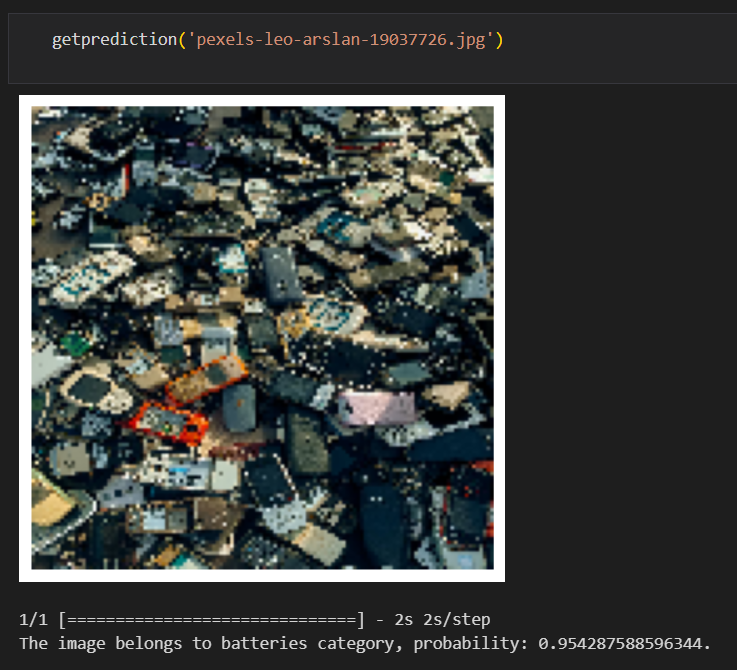 getprediction('pexels-leo-arslan-19037726.jpg')
1/1 [==============================] - 2s 2s/step
The image belongs to batteries category, probability: 0.954287588596344.